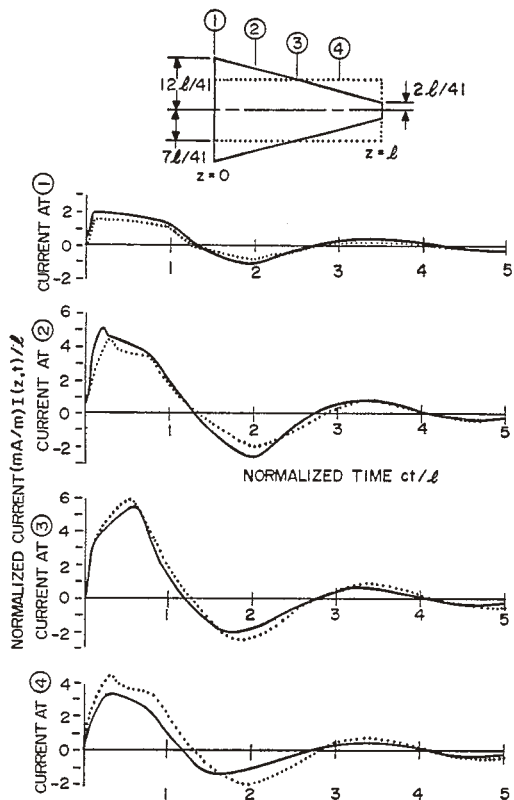 ① ② ③ ④
12ℓ/41 2ℓ/41
7ℓ/41 z=ℓ
z=0
NORMALIZED CURRENT (mA/m) I(z,t)/ℓ
CURRENT AT ①
2
0
-2
1 2 3 4 5
CURRENT AT ②
6
4
2
0
-2
1 2 3 4 5
NORMALIZED TIME ct/ℓ
CURRENT AT ③
6
4
2
0
-2
1 2 3 4 5
CURRENT AT ④
4
2
0
-2
1 2 3 4 5